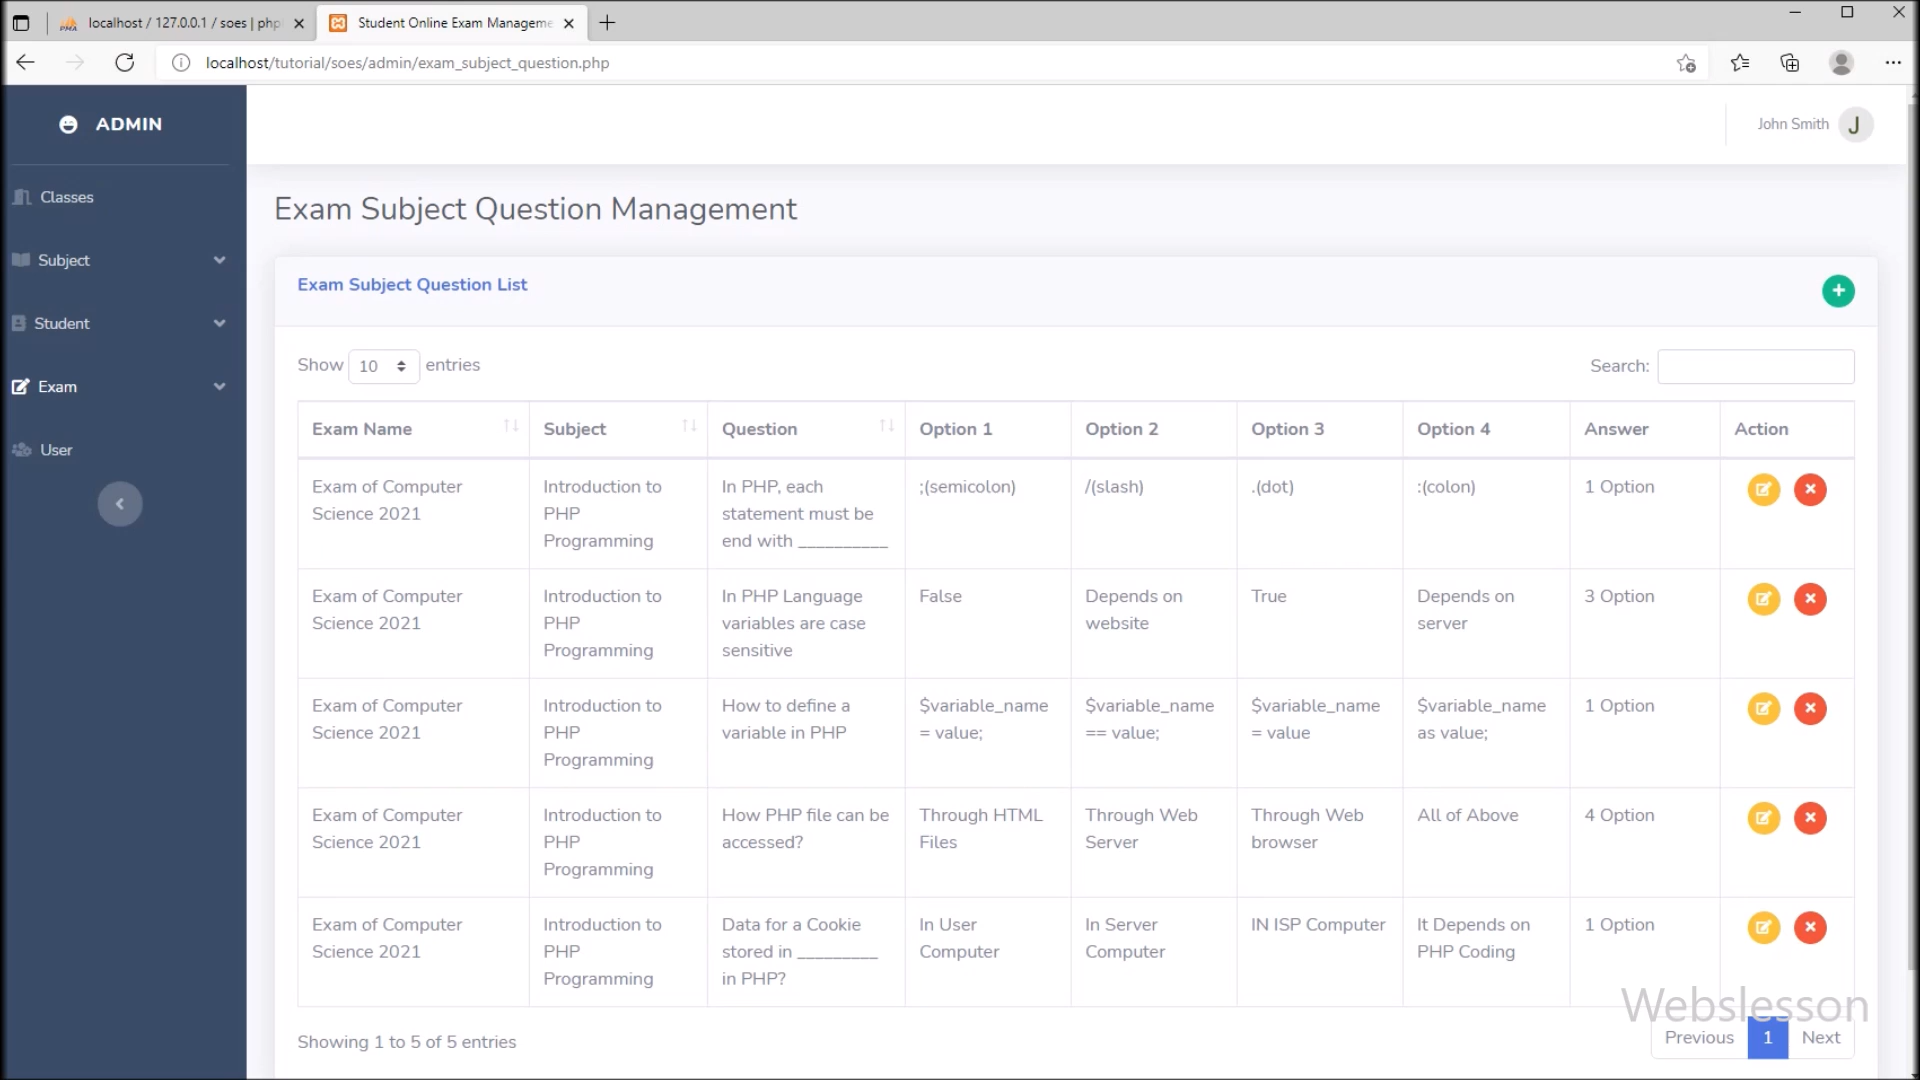 localhost / 127.0.0.1 / soes | php
Student Online Exam Manageme
localhost/tutorial/soes/admin/exam_subject_question.php
ADMIN
John Smith J
Classes
Subject
Student
Exam
User
Exam Subject Question Management
Exam Subject Question List
Show 10 entries
Search:
Exam Name Subject Question Option 1 Option 2 Option 3 Option 4 Answer Action
Exam of Computer Introduction to In PHP, each ;(semicolon) /(slash) .(dot) :(colon) 1 Option
Science 2021 PHP statement must be
Programming end with __________
Exam of Computer Introduction to In PHP Language False Depends on True Depends on 3 Option
Science 2021 PHP variables are case website server
Programming sensitive
Exam of Computer Introduction to How to define a $variable_name $variable_name $variable_name $variable_name 1 Option
Science 2021 PHP variable in PHP = value; == value; = value as value;
Programming
Exam of Computer Introduction to How PHP file can be Through HTML Through Web Through Web All of Above 4 Option
Science 2021 PHP accessed? Files Server browser
Programming
Exam of Computer Introduction to Data for a Cookie In User In Server IN ISP Computer It Depends on 1 Option
Science 2021 PHP stored in _________ Computer Computer PHP Coding
Programming in PHP?
Webslesson
Showing 1 to 5 of 5 entries
Previous 1 Next